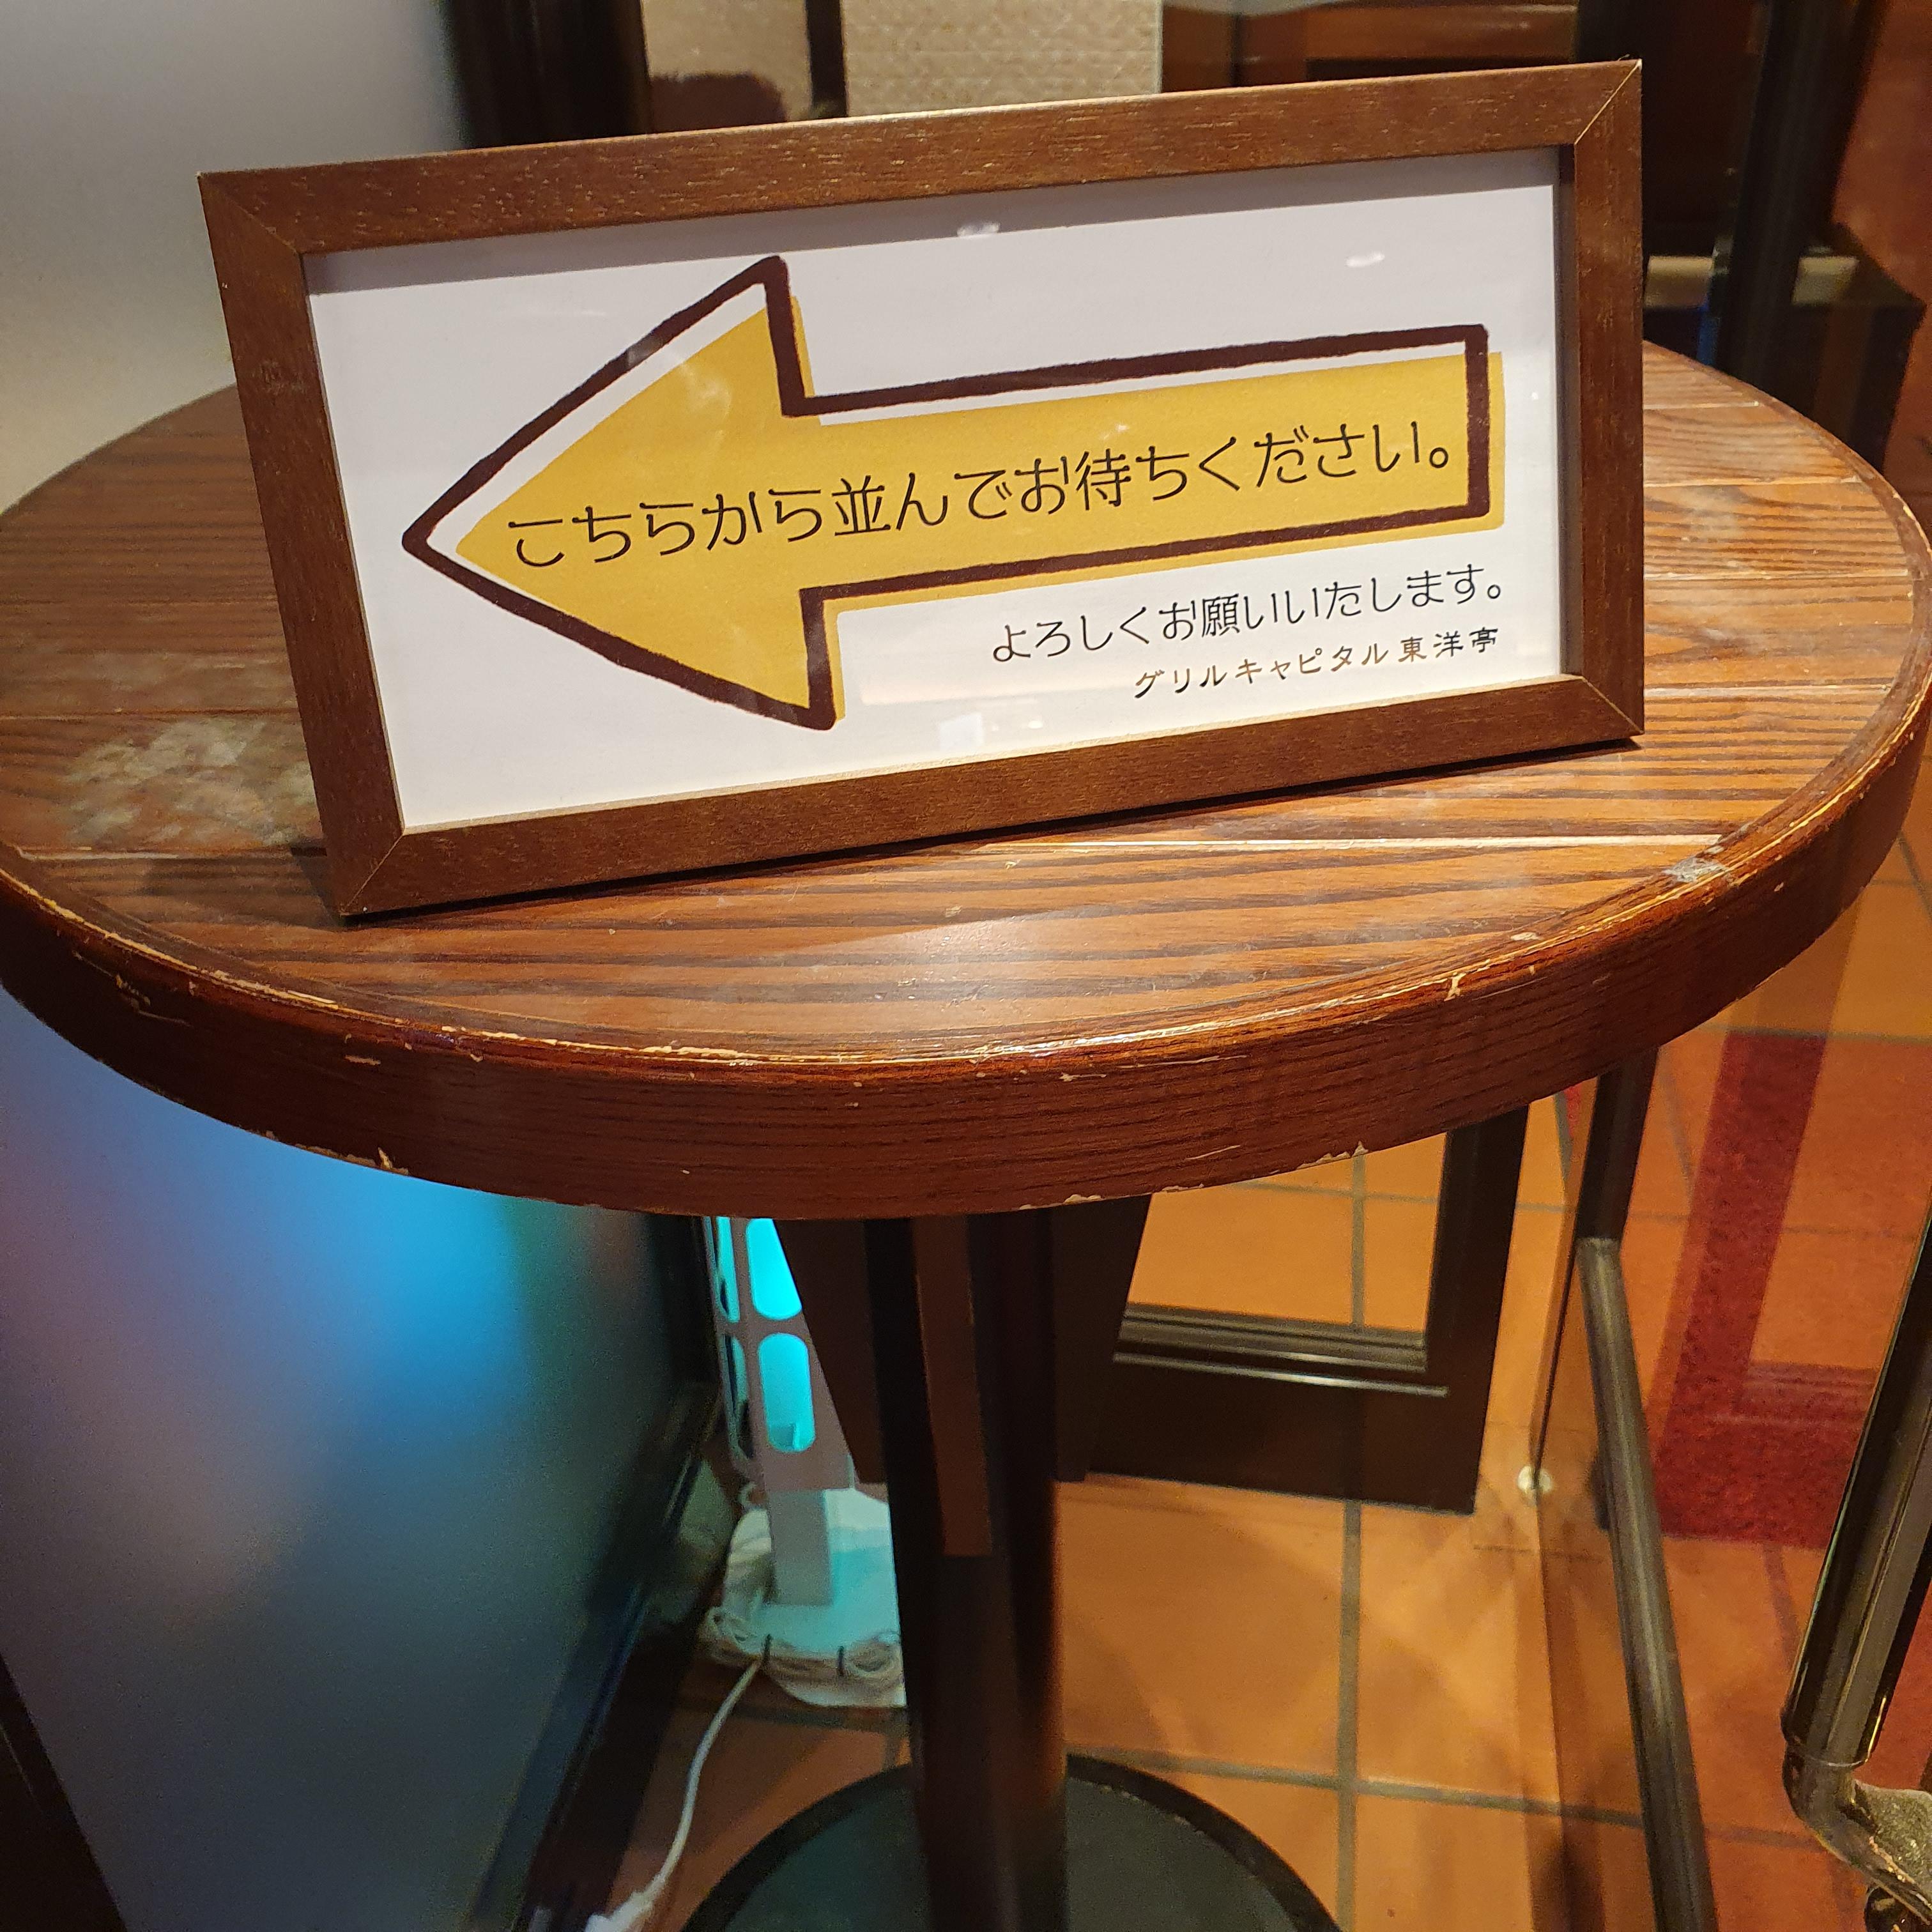 こちらから並んでお待ちください。
よろしくお願いいたします。
グリルキャピタル東洋亭